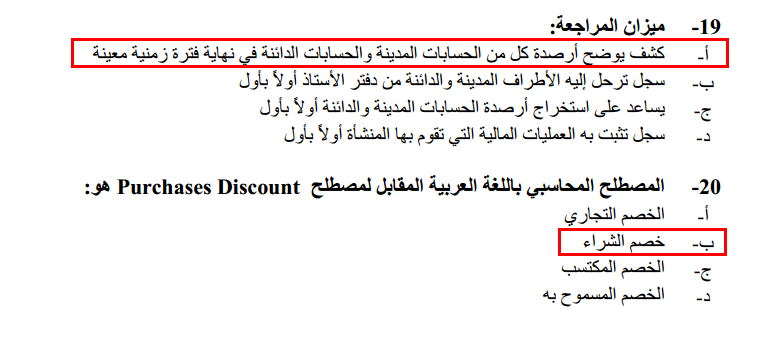 19- ميزان المراجعة:
أ- كشف يوضح أرصدة كل من الحسابات المدينة والحسابات الدائنة في نهاية فترة زمنية معينة
ب- سجل ترحل إليه الأطراف المدينة والدائنة من دفتر الأستاذ أولاً بأول
ج- يساعد على استخراج أرصدة الحسابات المدينة والدائنة أولاً بأول
د- سجل تثبت به العمليات المالية التي تقوم بها المنشأة أولاً بأول
20- المصطلح المحاسبي باللغة العربية المقابل لمصطلح Purchases Discount هو:
أ- الخصم التجاري
ب- خصم الشراء
ج- الخصم المكتسب
د- الخصم المسموح به